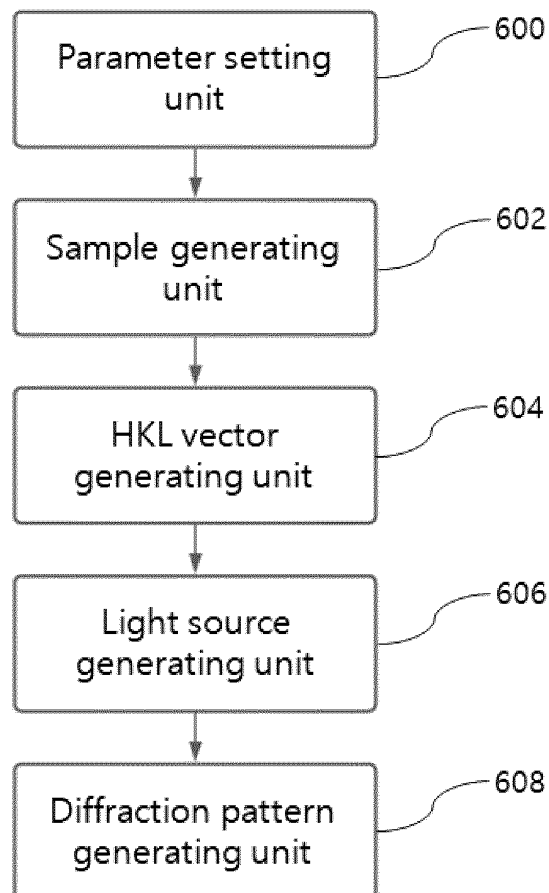 Parameter setting
unit
600
Sample generating
unit
602
HKL vector
generating unit
604
Light source
generating unit
606
Diffraction pattern
generating unit
608